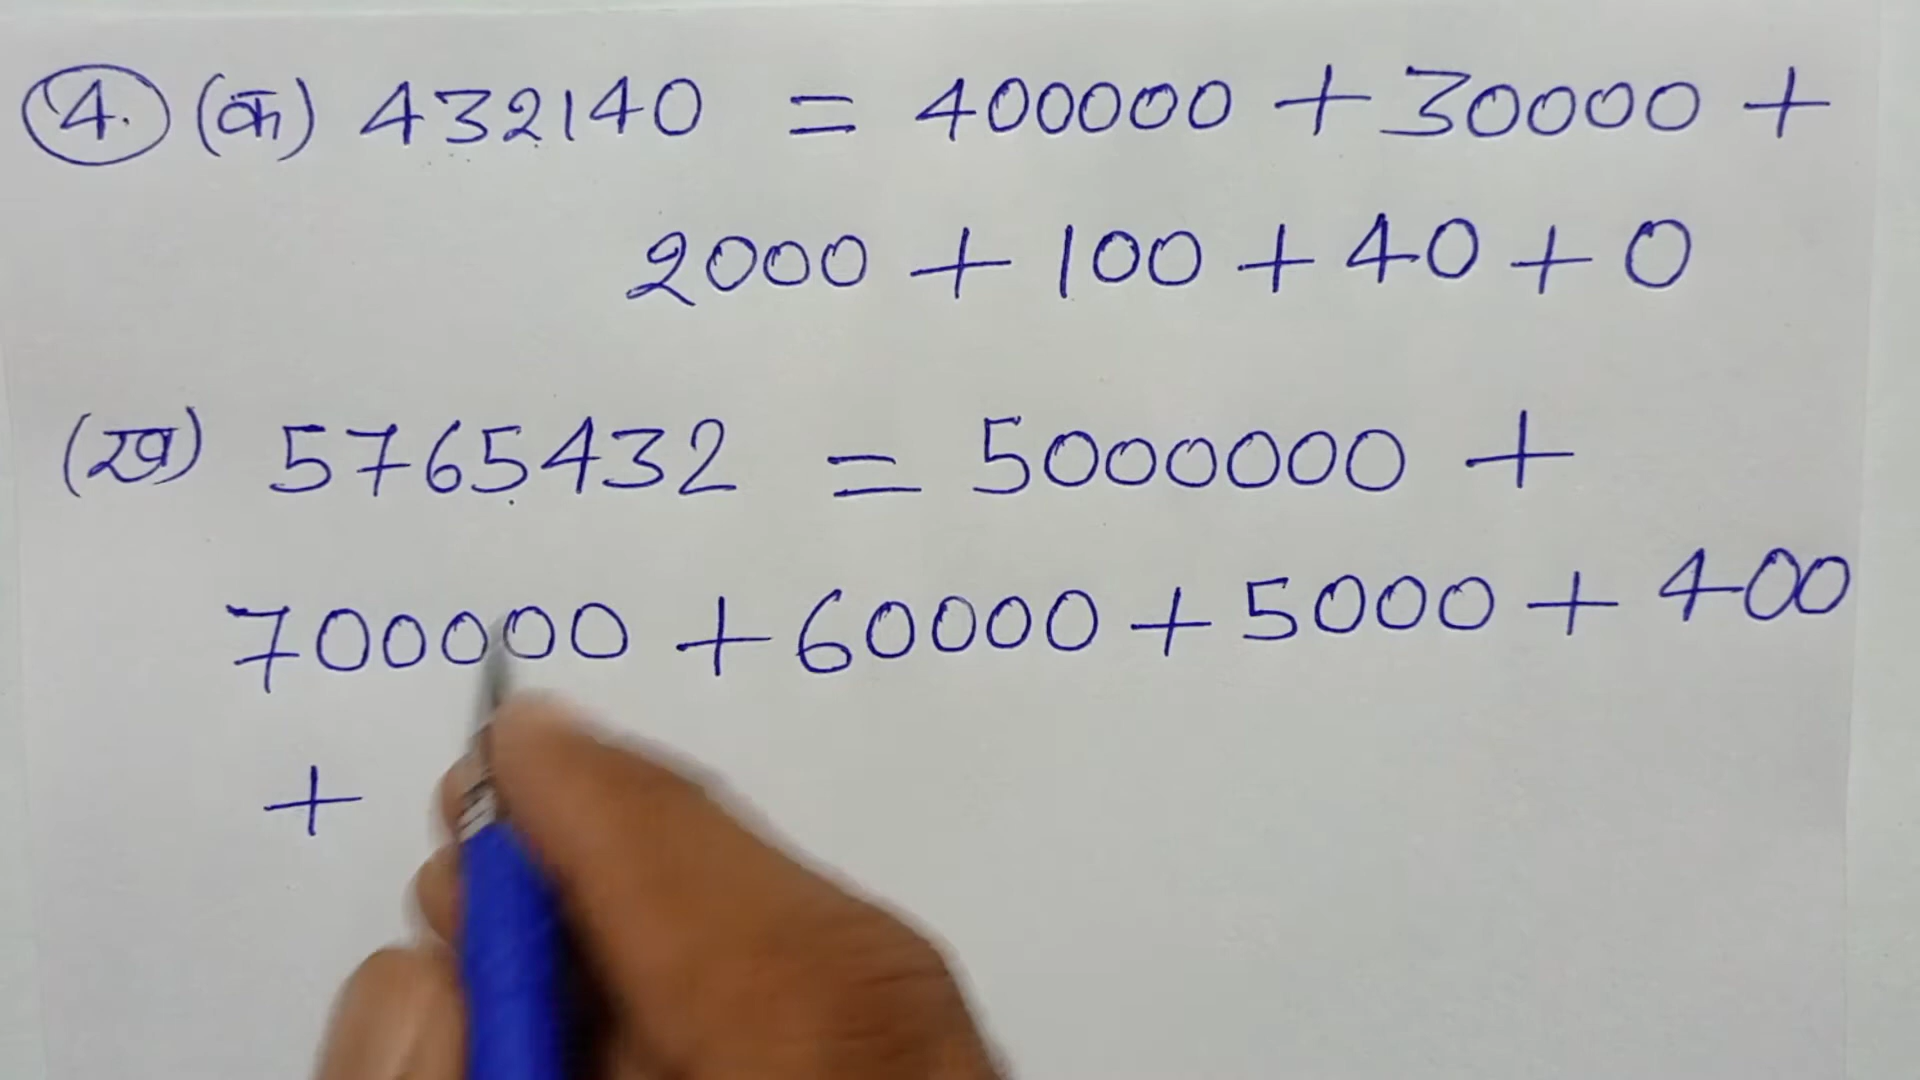 4. (क) 432140 = 400000 + 30000 +
2000 + 100 + 40 + 0
(ख) 5765432 = 5000000 +
700000 + 60000 + 5000 + 400
+